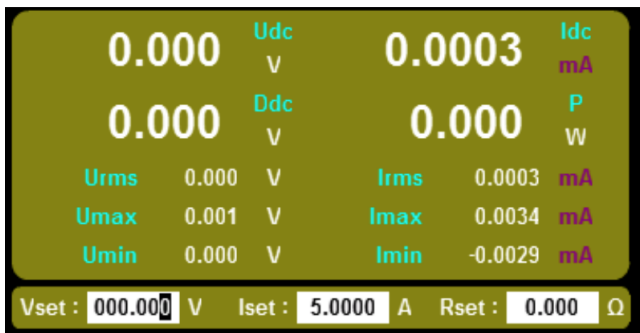 0.000 Udc V 0.0003 Idc mA
0.000 Ddc V 0.000 P W
Urms 0.000 V Irms 0.0003 mA
Umax 0.001 V Imax 0.0034 mA
Umin 0.000 V Imin -0.0029 mA
Vset : 000.000 V Iset : 5.0000 A Rset : 0.000 Ω